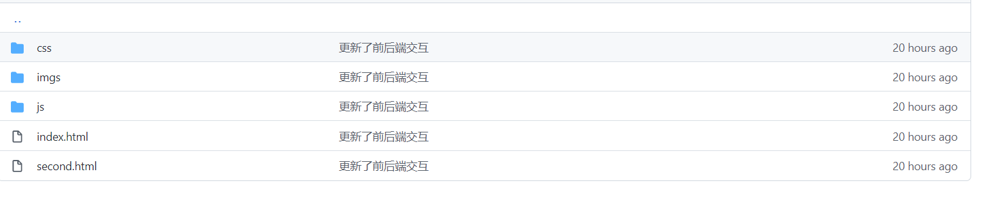 ..
css 更新了前后端交互 20 hours ago
imgs 更新了前后端交互 20 hours ago
js 更新了前后端交互 20 hours ago
index.html 更新了前后端交互 20 hours ago
second.html 更新了前后端交互 20 hours ago